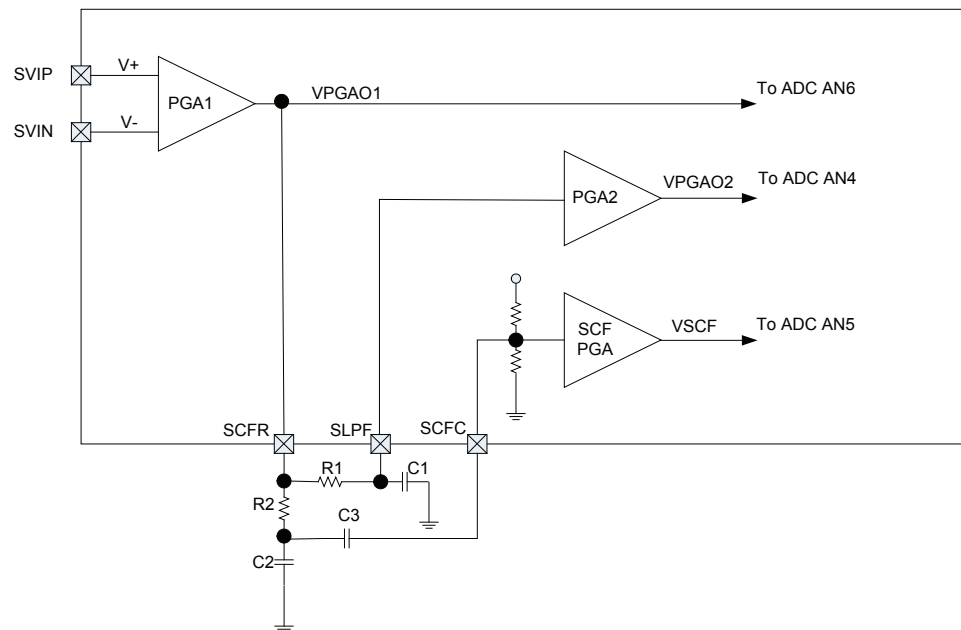 SVIP
V+
SVIN
V-
PGA1
VPGAO1
To ADC AN6
PGA2
VPGAO2
To ADC AN4
SCF
PGA
VSCF
To ADC AN5
SCFR
SLPF
SCFC
R1
C1
R2
C3
C2